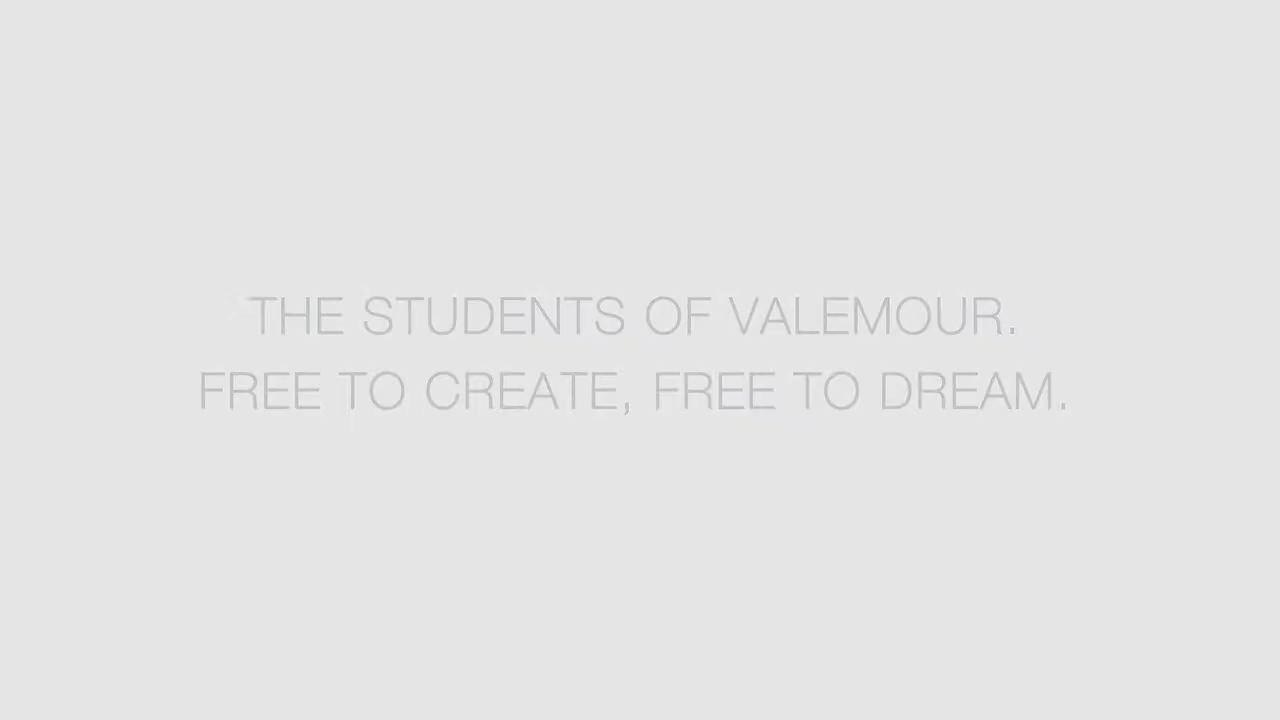 THE STUDENTS OF VALEMOUR.
FREE TO CREATE, FREE TO DREAM.